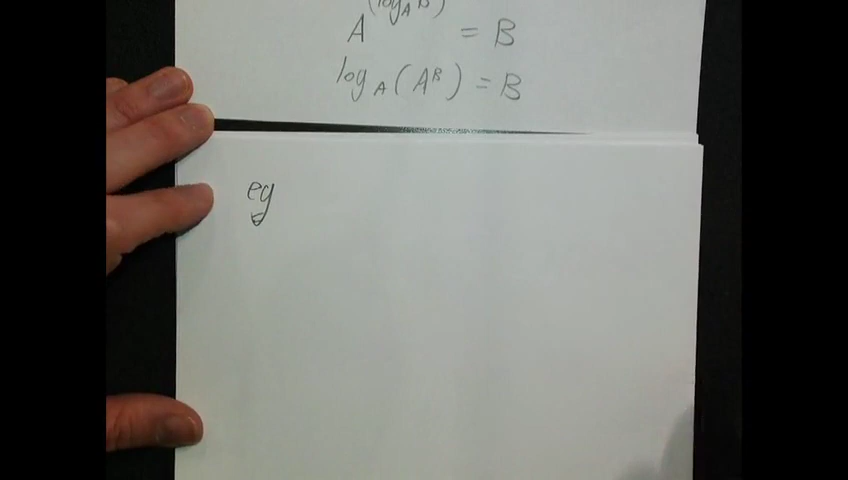 A^(log_A B) = B
log_A(A^B) = B
eg